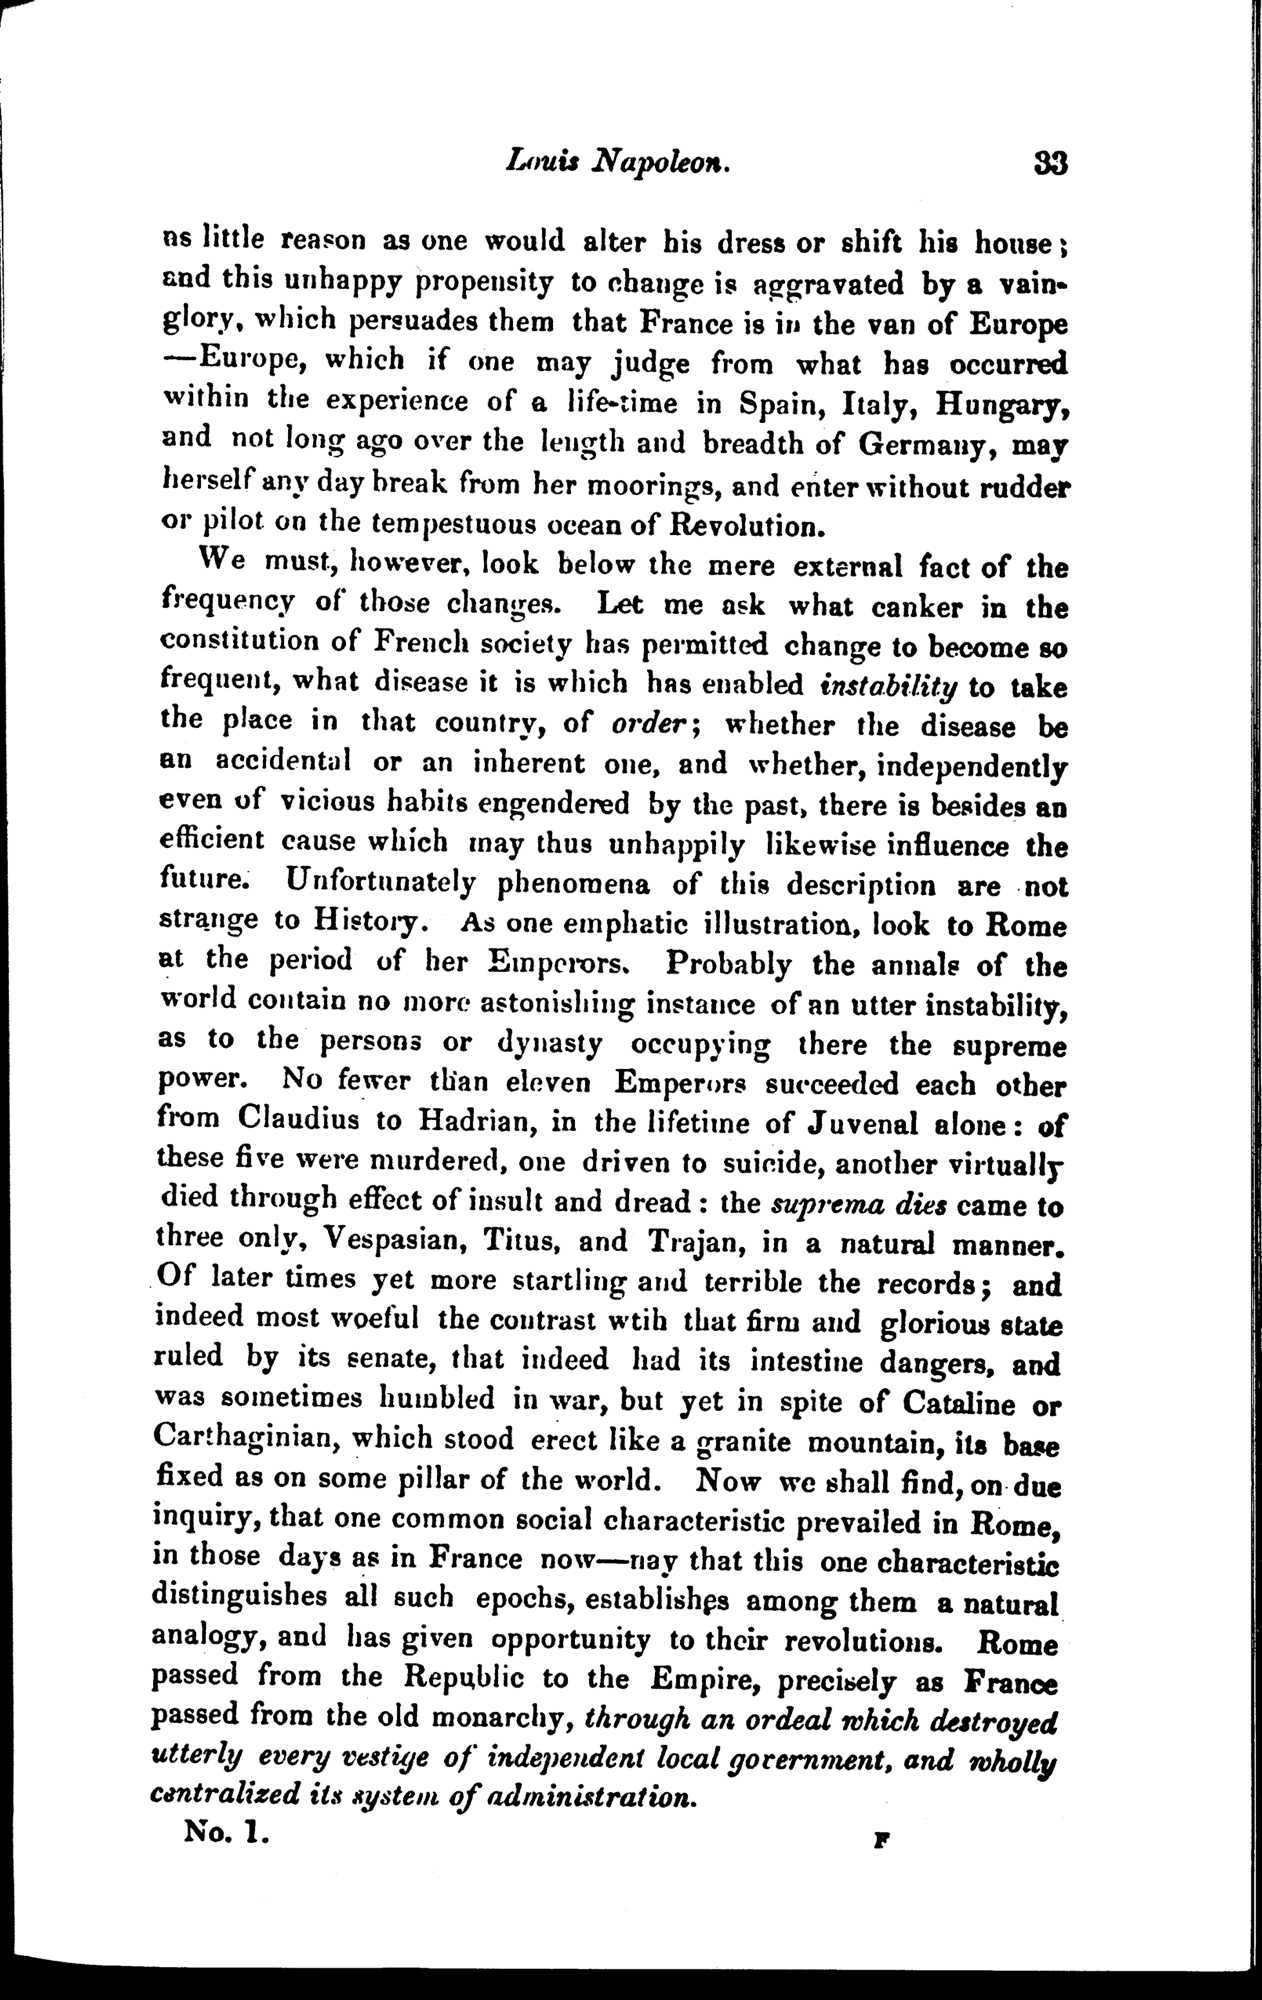 Louis Napoleon. 33
as little reason as one would alter his dress or shift his house;
and this unhappy propensity to change is aggravated by a vain-
glory, which persuades them that France is in the van of Europe
—Europe, which if one may judge from what has occurred
within the experience of a life-time in Spain, Italy, Hungary,
and not long ago over the length and breadth of Germany, may
herself any day break from her moorings, and enter without rudder
or pilot on the tempestuous ocean of Revolution.
We must, however, look below the mere external fact of the
frequency of those changes. Let me ask what canker in the
constitution of French society has permitted change to become so
frequent, what disease it is which has enabled instability to take
the place in that country, of order; whether the disease be
an accidental or an inherent one, and whether, independently
even of vicious habits engendered by the past, there is besides an
efficient cause which may thus unhappily likewise influence the
future. Unfortunately phenomena of this description are not
strange to History. As one emphatic illustration, look to Rome
at the period of her Emperors. Probably the annals of the
world contain no more astonishing instance of an utter instability,
as to the persons or dynasty occupying there the supreme
power. No fewer than eleven Emperors succeeded each other
from Claudius to Hadrian, in the lifetime of Juvenal alone: of
these five were murdered, one driven to suicide, another virtually
died through effect of insult and dread: the suprema dies came to
three only, Vespasian, Titus, and Trajan, in a natural manner.
Of later times yet more startling and terrible the records; and
indeed most woeful the contrast wtih that firm and glorious state
ruled by its senate, that indeed had its intestine dangers, and
was sometimes humbled in war, but yet in spite of Cataline or
Carthaginian, which stood erect like a granite mountain, its base
fixed as on some pillar of the world. Now we shall find, on due
inquiry, that one common social characteristic prevailed in Rome,
in those days as in France now—nay that this one characteristic
distinguishes all such epochs, establishes among them a natural
analogy, and has given opportunity to their revolutions. Rome
passed from the Republic to the Empire, precisely as France
passed from the old monarchy, through an ordeal which destroyed
utterly every vestige of independent local government, and wholly
centralized its system of administration.
No. 1. F